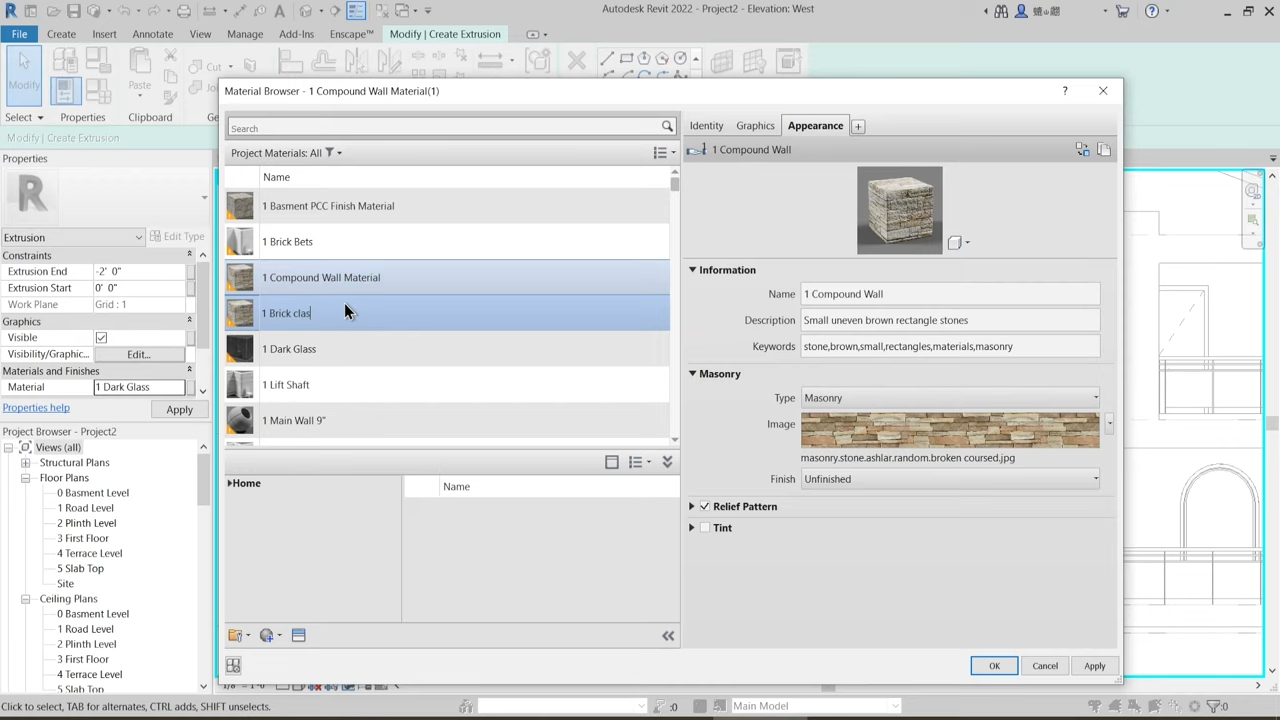 Autodesk Revit 2022 - Project2 - Elevation: West
File Create Insert Annotate View Manage Add-Ins Enscape™ Modify | Create Extrusion
Modify
Paste
Cut
Select Properties Clipboard
Modify | Create Extrusion
Properties
Extrusion
Edit Type
Constraints
Extrusion End -2' 0"
Extrusion Start 0' 0"
Work Plane Grid : 1
Graphics
Visible
Visibility/Graphic... Edit...
Materials and Finishes
Material 1 Dark Glass
Properties help Apply
Project Browser - Project2
Views (all)
Structural Plans
Floor Plans
0 Basment Level
1 Road Level
2 Plinth Level
3 First Floor
4 Terrace Level
5 Slab Top
Site
Ceiling Plans
0 Basment Level
1 Road Level
2 Plinth Level
3 First Floor
4 Terrace Level
5 Slab Top
Material Browser - 1 Compound Wall Material(1)
Search
Project Materials: All
Name
1 Basment PCC Finish Material
1 Brick Bets
1 Compound Wall Material
1 Brick clas
1 Dark Glass
1 Lift Shaft
1 Main Wall 9"
Home
Name
Identity Graphics Appearance
1 Compound Wall
Information
Name 1 Compound Wall
Description Small uneven brown rectangle stones
Keywords stone,brown,small,rectangles,materials,masonry
Masonry
Type Masonry
Image
masonry.stone.ashlar.random.broken coursed.jpg
Finish Unfinished
Relief Pattern
Tint
OK Cancel Apply
Click to select, TAB for alternates, CTRL adds, SHIFT unselects.
:0
Main Model
:0